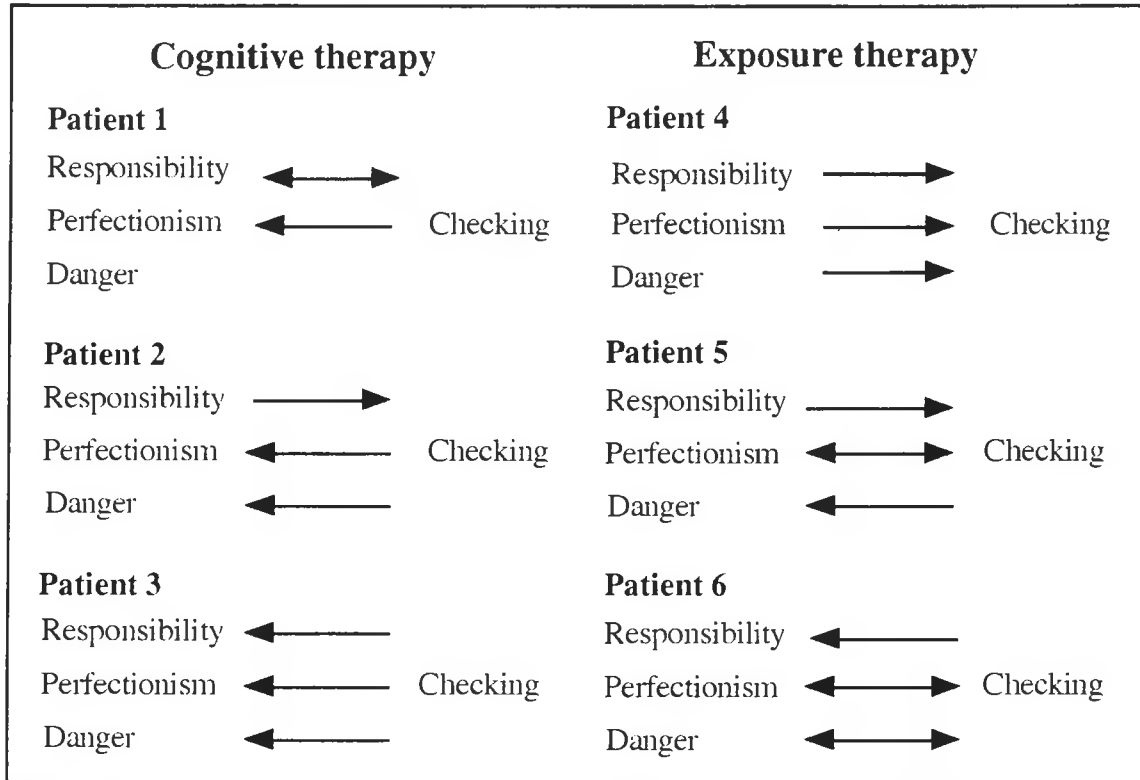 Cognitive therapy
Patient 1
Responsibility
Perfectionism Checking
Danger
Patient 2
Responsibility
Perfectionism Checking
Danger
Patient 3
Responsibility
Perfectionism Checking
Danger
Exposure therapy
Patient 4
Responsibility
Perfectionism Checking
Danger
Patient 5
Responsibility
Perfectionism Checking
Danger
Patient 6
Responsibility
Perfectionism Checking
Danger